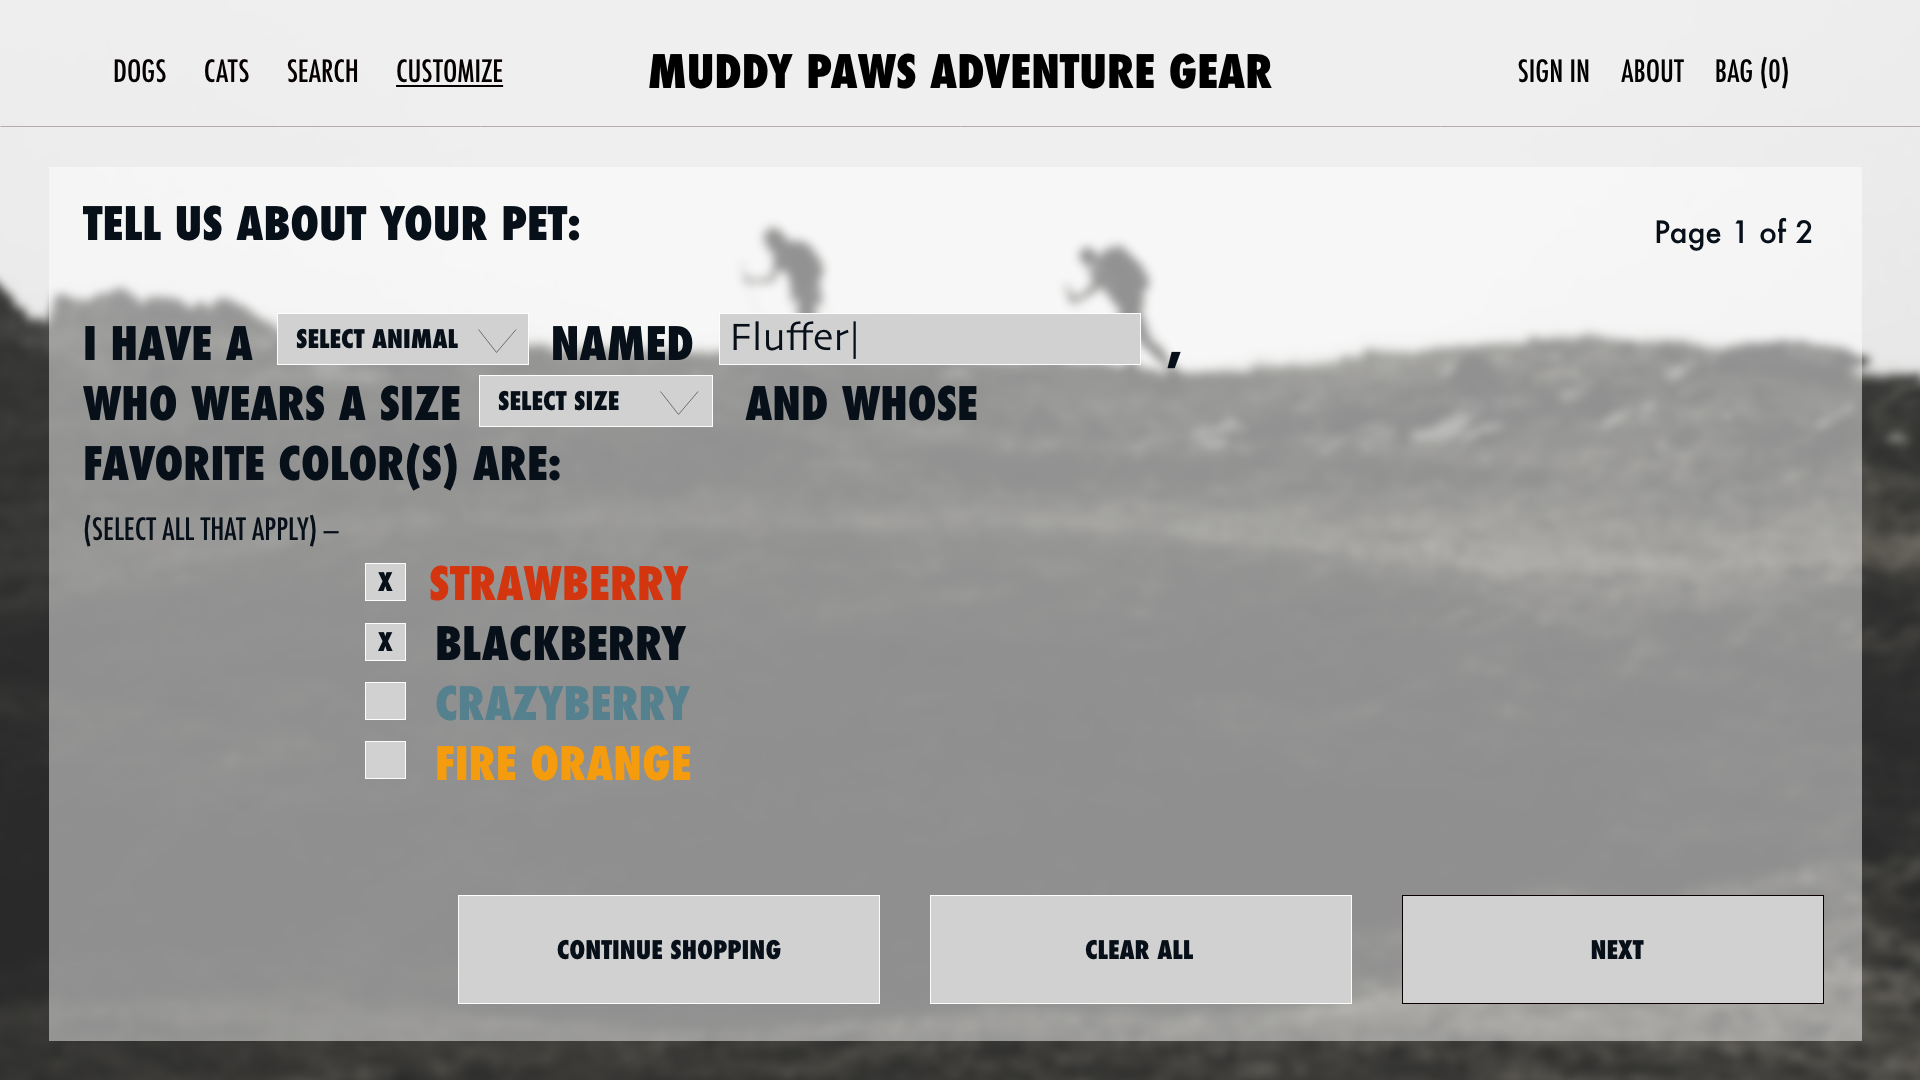 DOGS CATS SEARCH CUSTOMIZE MUDDY PAWS ADVENTURE GEAR SIGN IN ABOUT BAG (0)
TELL US ABOUT YOUR PET: Page 1 of 2
I HAVE A SELECT ANIMAL NAMED Fluffer| ,
WHO WEARS A SIZE SELECT SIZE AND WHOSE
FAVORITE COLOR(S) ARE:
(SELECT ALL THAT APPLY) –
X STRAWBERRY
X BLACKBERRY
CRAZYBERRY
FIRE ORANGE
CONTINUE SHOPPING CLEAR ALL NEXT